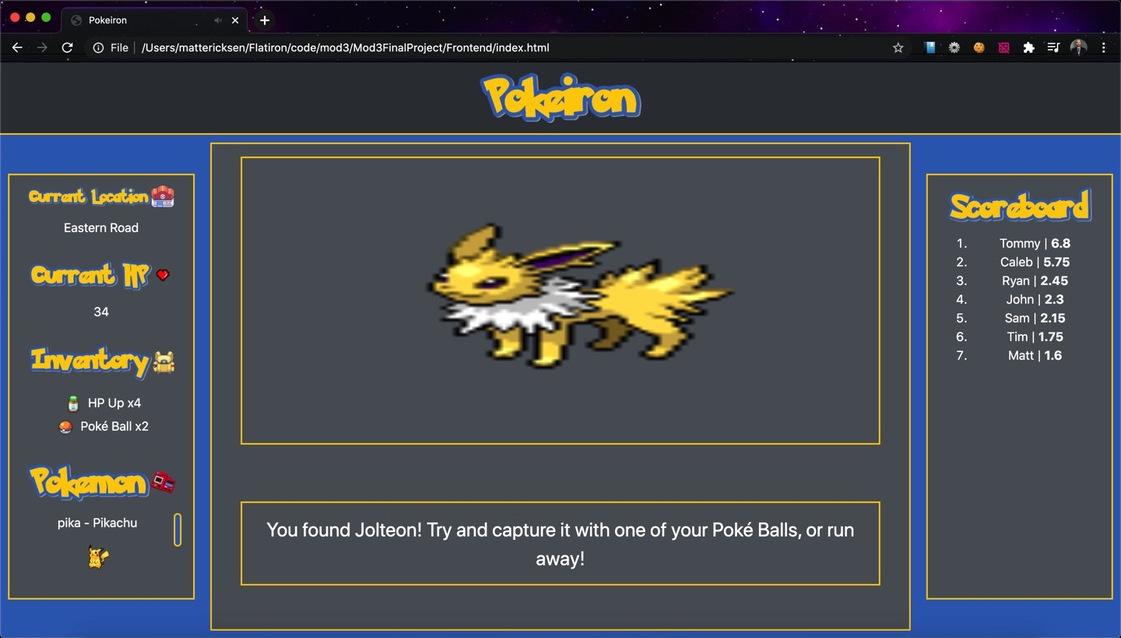 Pokeiron
File
/Users/mattericksen/Flatiron/code/mod3/Mod3FinalProject/Frontend/index.html
Pokeiron
Current Location
Eastern Road
Current HP
34
Inventory
HP Up x4
Poké Ball x2
Pokemon
pika - Pikachu
You found Jolteon! Try and capture it with one of your Poké Balls, or run
away!
Scoreboard
1. Tommy | 6.8
2. Caleb | 5.75
3. Ryan | 2.45
4. John | 2.3
5. Sam | 2.15
6. Tim | 1.75
7. Matt | 1.6